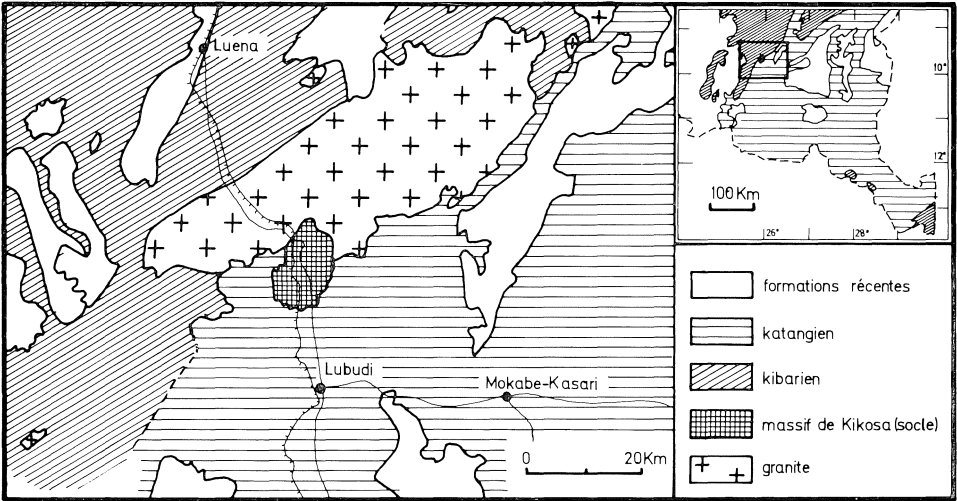 Luena
Lubudi
Mokabe-Kasari
0 20Km
10°
12°
100Km
26° 28°
formations récentes
katangien
kibarien
massif de Kikosa (socle)
granite